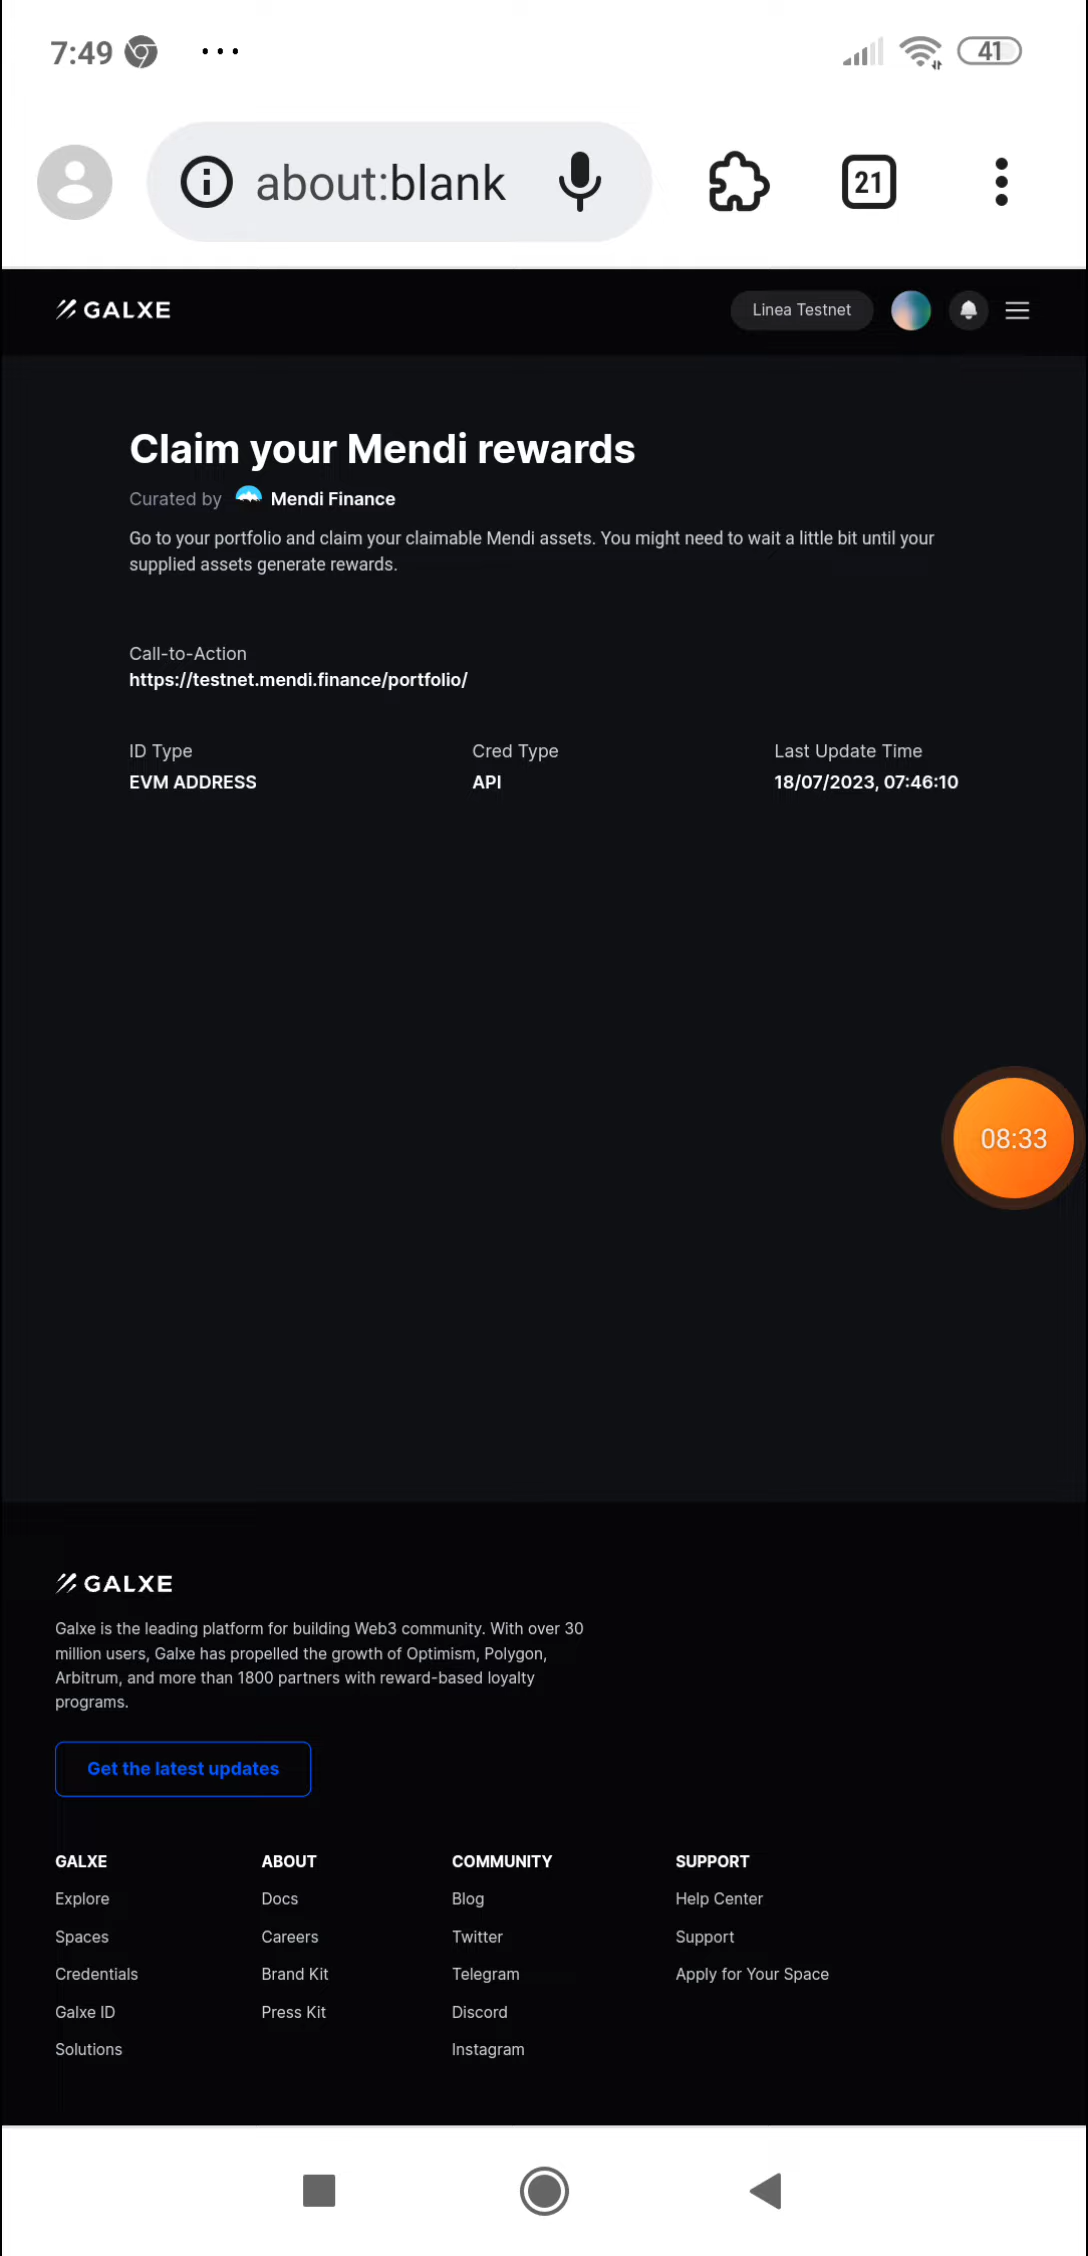 7:49
41
about:blank
21
GALXE
Linea Testnet
Claim your Mendi rewards
Curated by Mendi Finance
Go to your portfolio and claim your claimable Mendi assets. You might need to wait a little bit until your
supplied assets generate rewards.
Call-to-Action
https://testnet.mendi.finance/portfolio/
ID Type Cred Type Last Update Time
EVM ADDRESS API 18/07/2023, 07:46:10
08:33
GALXE
Galxe is the leading platform for building Web3 community. With over 30
million users, Galxe has propelled the growth of Optimism, Polygon,
Arbitrum, and more than 1800 partners with reward-based loyalty
programs.
Get the latest updates
GALXE ABOUT COMMUNITY SUPPORT
Explore Docs Blog Help Center
Spaces Careers Twitter Support
Credentials Brand Kit Telegram Apply for Your Space
Galxe ID Press Kit Discord
Solutions Instagram